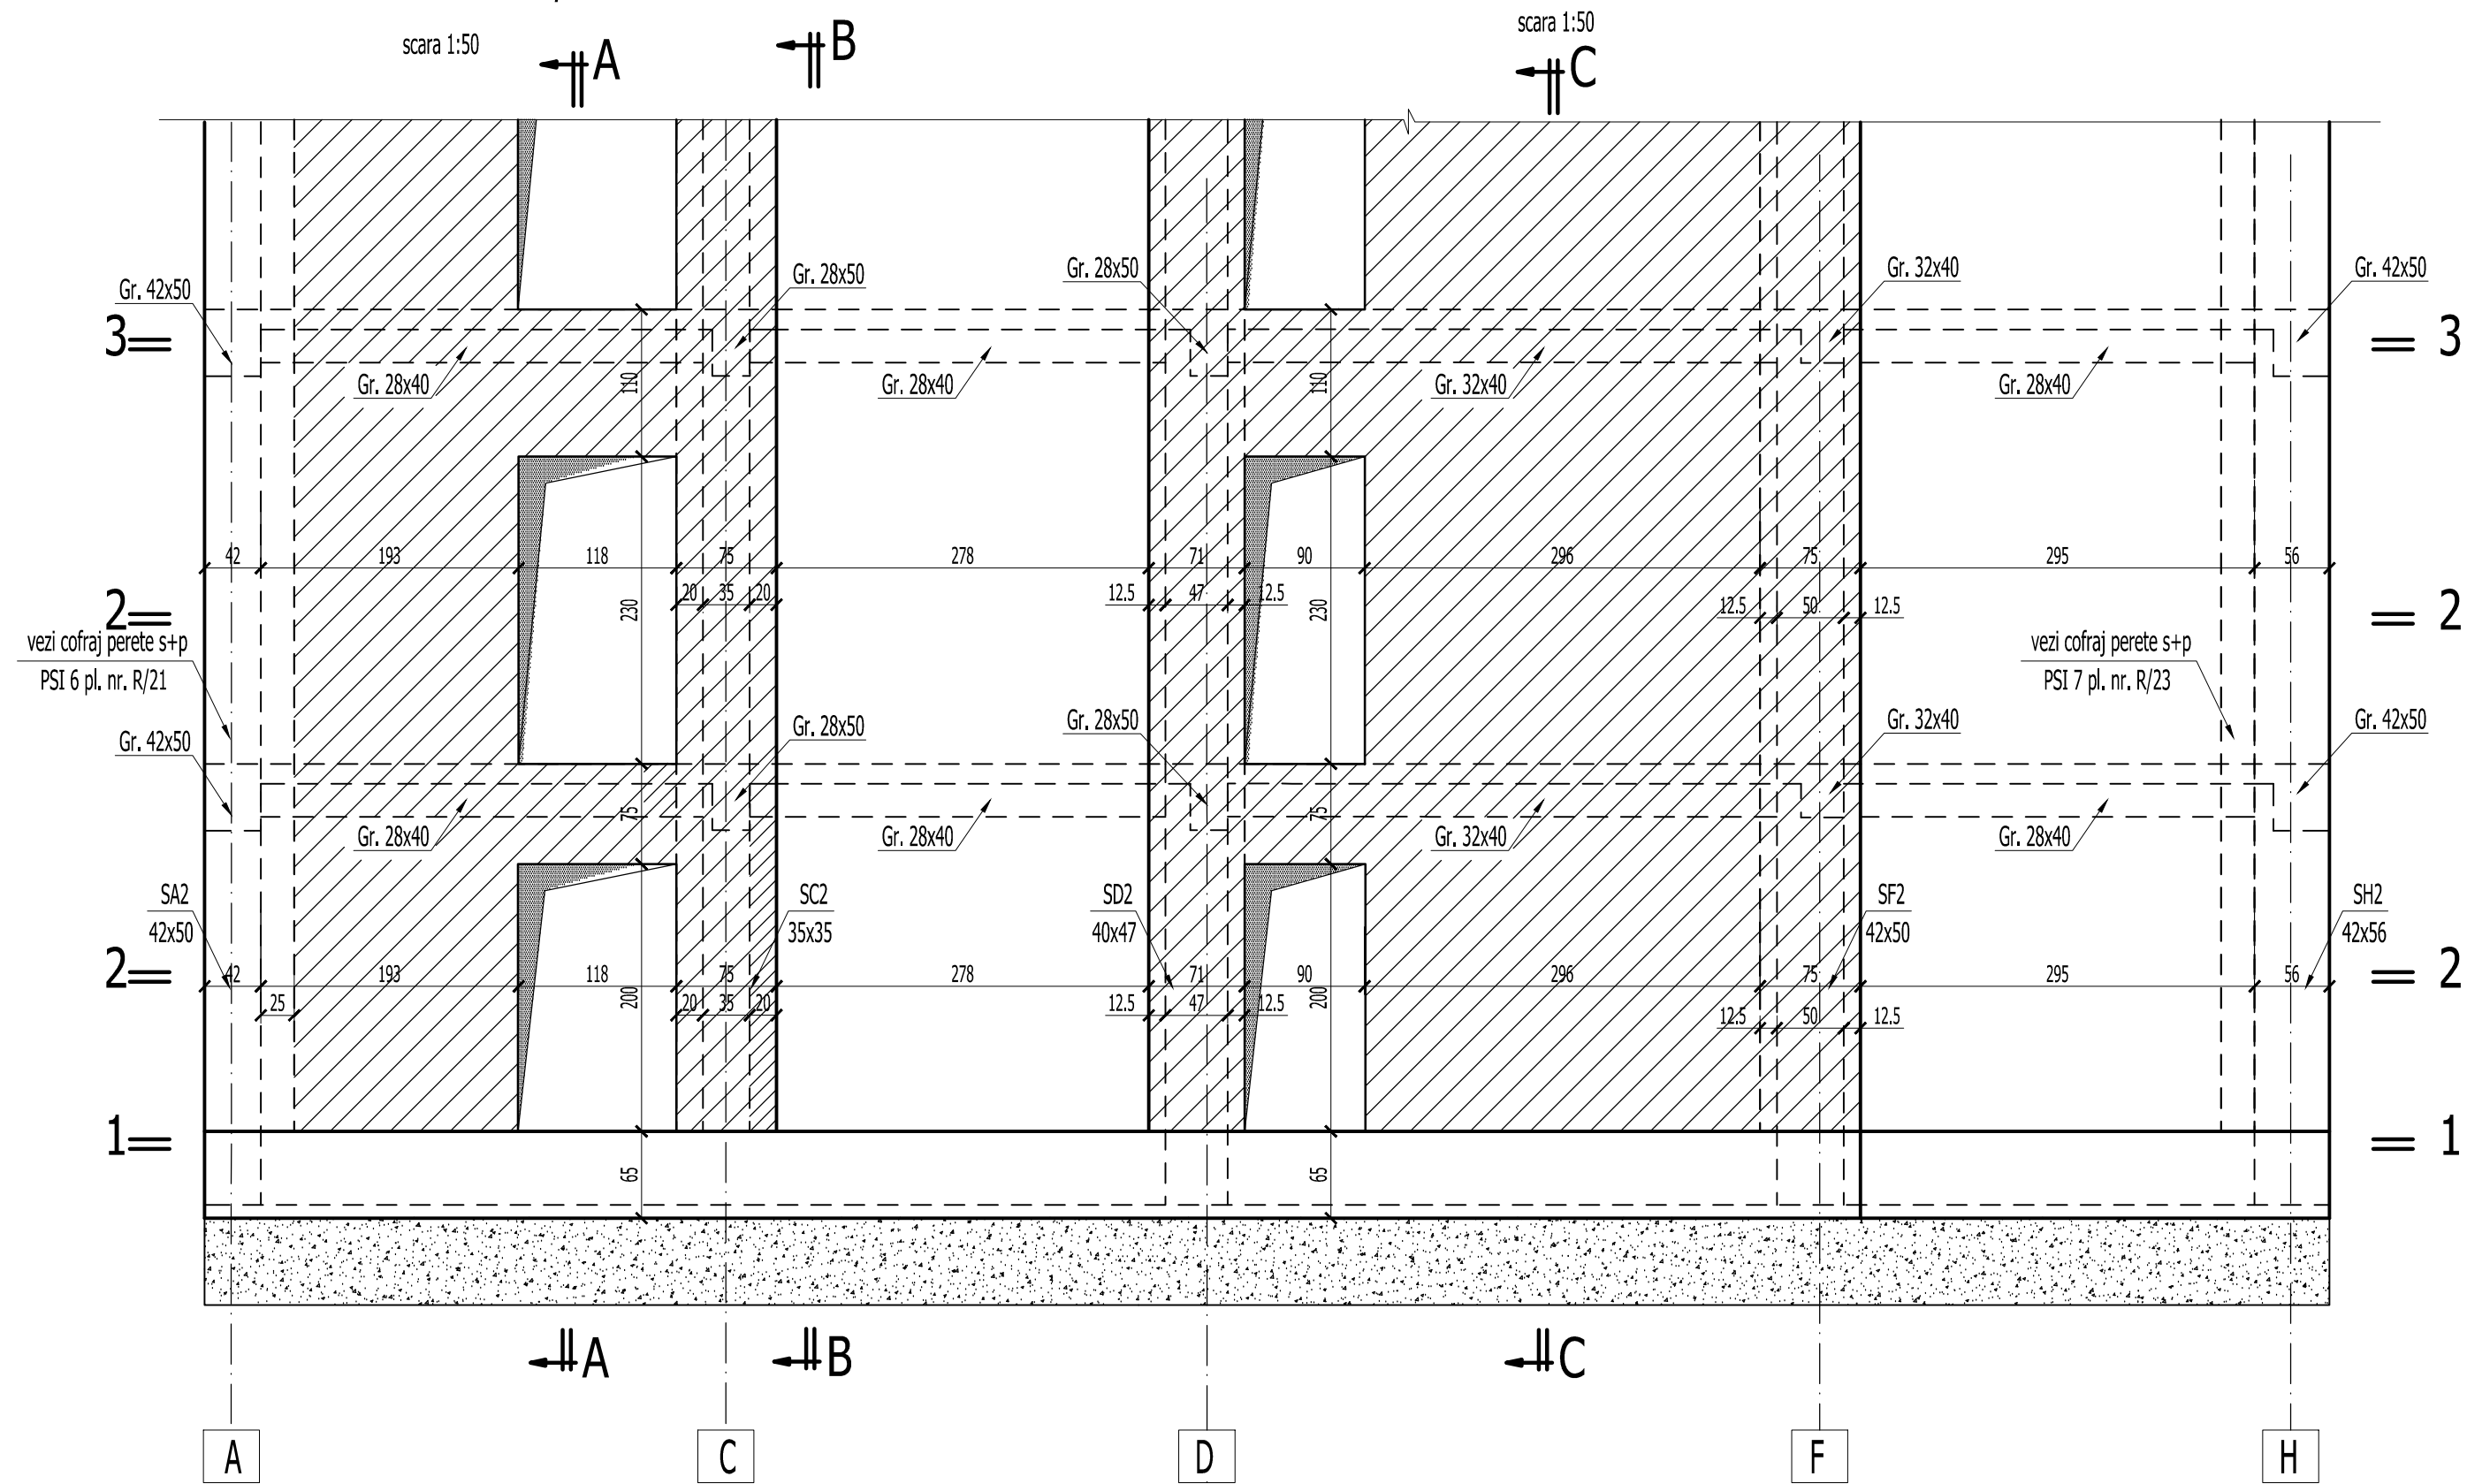 scara 1:50
scara 1:50
A
B
C
Gr. 42x50
Gr. 28x50
Gr. 28x50
Gr. 32x40
Gr. 42x50
3
3
Gr. 28x40
110
Gr. 28x40
110
Gr. 32x40
Gr. 28x40
42
193
118
75
278
71
90
296
75
295
56
20
35
20
12.5
47
12.5
12.5
50
12.5
230
230
2
2
vezi cofraj perete s+p
PSI 6 pl. nr. R/21
vezi cofraj perete s+p
PSI 7 pl. nr. R/23
Gr. 42x50
Gr. 28x50
Gr. 28x50
Gr. 32x40
Gr. 42x50
Gr. 28x40
75
Gr. 28x40
75
Gr. 32x40
Gr. 28x40
SA2
42x50
SC2
35x35
SD2
40x47
SF2
42x50
SH2
42x56
2
2
42
193
118
75
278
71
90
296
75
295
56
25
200
20
35
20
12.5
47
12.5
200
12.5
50
12.5
1
1
65
65
A
B
C
A
C
D
F
H